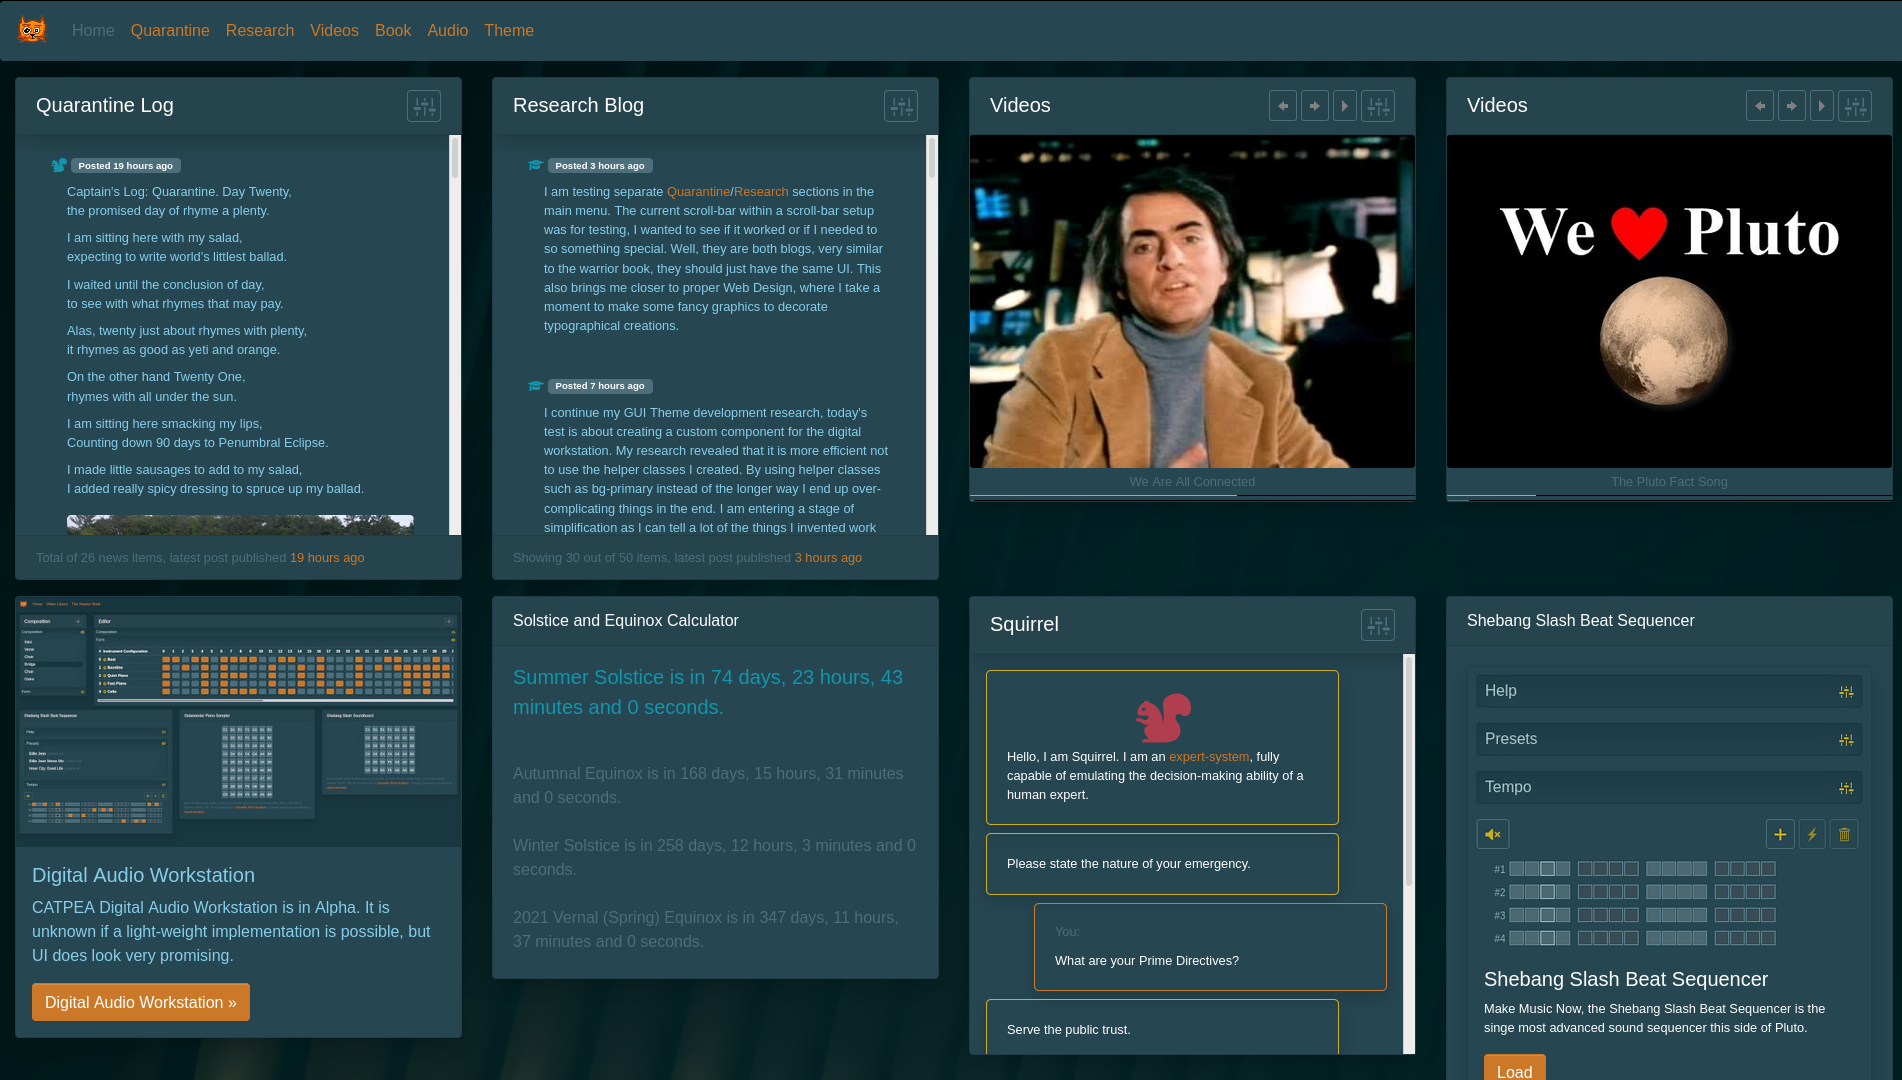 Home Quarantine Research Videos Book Audio Theme
Quarantine Log
Posted 19 hours ago
Captain's Log: Quarantine. Day Twenty,
the promised day of rhyme a plenty.
I am sitting here with my salad,
expecting to write world's littlest ballad.
I waited until the conclusion of day,
to see with what rhymes that may pay.
Alas, twenty just about rhymes with plenty,
it rhymes as good as yeti and orange.
On the other hand Twenty One,
rhymes with all under the sun.
I am sitting here smacking my lips,
Counting down 90 days to Penumbral Eclipse.
I made little sausages to add to my salad,
I added really spicy dressing to spruce up my ballad.
Total of 26 news items, latest post published 19 hours ago
Research Blog
Posted 3 hours ago
I am testing separate Quarantine/Research sections in the
main menu. The current scroll-bar within a scroll-bar setup
was for testing, I wanted to see if it worked or if I needed to
so something special. Well, they are both blogs, very similar
to the warrior book, they should just have the same UI. This
also brings me closer to proper Web Design, where I take a
moment to make some fancy graphics to decorate
typographical creations.
Posted 7 hours ago
I continue my GUI Theme development research, today's
test is about creating a custom component for the digital
workstation. My research revealed that it is more efficient not
to use the helper classes I created. By using helper classes
such as bg-primary instead of the longer way I end up over-
complicating things in the end. I am entering a stage of
simplification as I can tell a lot of the things I invented work
Showing 30 out of 50 items, latest post published 3 hours ago
Videos
We Are All Connected
Videos
We Pluto
The Pluto Fact Song
Composition
Editor
Digital Audio Workstation
CATPEA Digital Audio Workstation is in Alpha. It is
unknown if a light-weight implementation is possible, but
UI does look very promising.
Digital Audio Workstation »
Solstice and Equinox Calculator
Summer Solstice is in 74 days, 23 hours, 43
minutes and 0 seconds.
Autumnal Equinox is in 168 days, 15 hours, 31 minutes
and 0 seconds.
Winter Solstice is in 258 days, 12 hours, 3 minutes and 0
seconds.
2021 Vernal (Spring) Equinox is in 347 days, 11 hours,
37 minutes and 0 seconds.
Squirrel
Hello, I am Squirrel. I am an expert-system, fully
capable of emulating the decision-making ability of a
human expert.
Please state the nature of your emergency.
You:
What are your Prime Directives?
Serve the public trust.
Shebang Slash Beat Sequencer
Help
Presets
Tempo
#1
#2
#3
#4
Shebang Slash Beat Sequencer
Make Music Now, the Shebang Slash Beat Sequencer is the
singe most advanced sound sequencer this side of Pluto.
Load